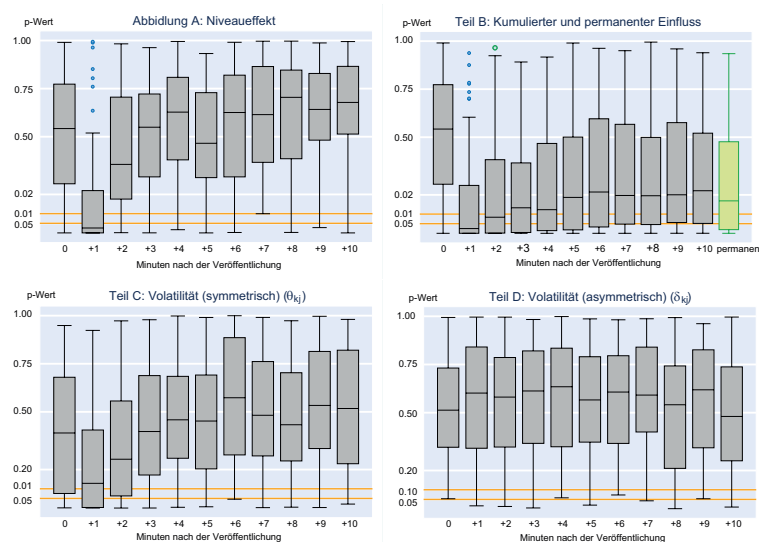 Abbidlung A: Niveaueffekt
p-Wert
1.00
0.75
0.50
0.02
0.01
0.05
0 +1 +2 +3 +4 +5 +6 +7 +8 +9 +10
Minuten nach der Veröffentlichung
Teil B: Kumulierter und permanenter Einfluss
p-Wert
1.00
0.75
0.50
0.02
0.01
0.05
0 +1 +2 +3 +4 +5 +6 +7 +8 +9 +10 permanen
Minuten nach der Veröffentlichung
Teil C: Volatilität (symmetrisch) (θkj)
p-Wert
1.00
0.75
0.50
0.20
0.01
0.05
0 +1 +2 +3 +4 +5 +6 +7 +8 +9 +10
Minuten nach der Veröffentlichung
Teil D: Volatilität (asymmetrisch) (δkj)
p-Wert
1.00
0.75
0.50
0.20
0.10
0.05
0 +1 +2 +3 +4 +5 +6 +7 +8 +9 +10
Minuten nach der Veröffentlichung